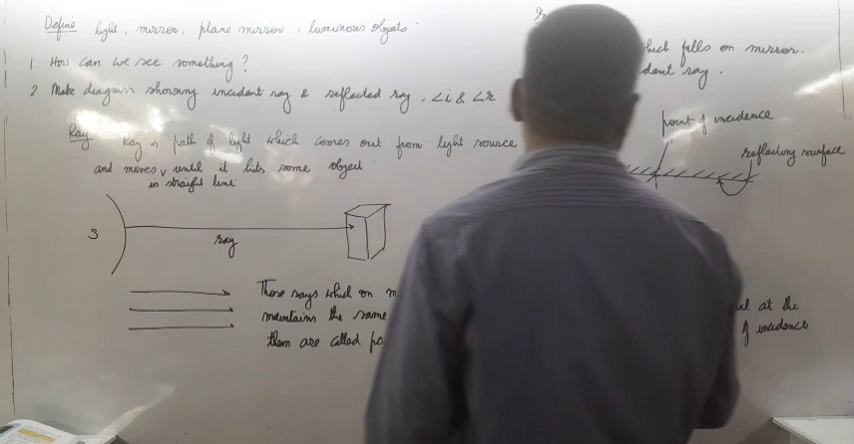 Define light, mirror, plane mirror, luminous objects
1. How can we see something?
2 Make diagram showing incident ray & reflected ray, ∠i & ∠r
Ray Ray is path of light which comes out from light source
and moves until it hits some object
in straight line
S
ray
Those rays which on
maintains the same
them are called
which falls on mirror.
ray.
point of incidence
reflecting surface
at the
of incidence